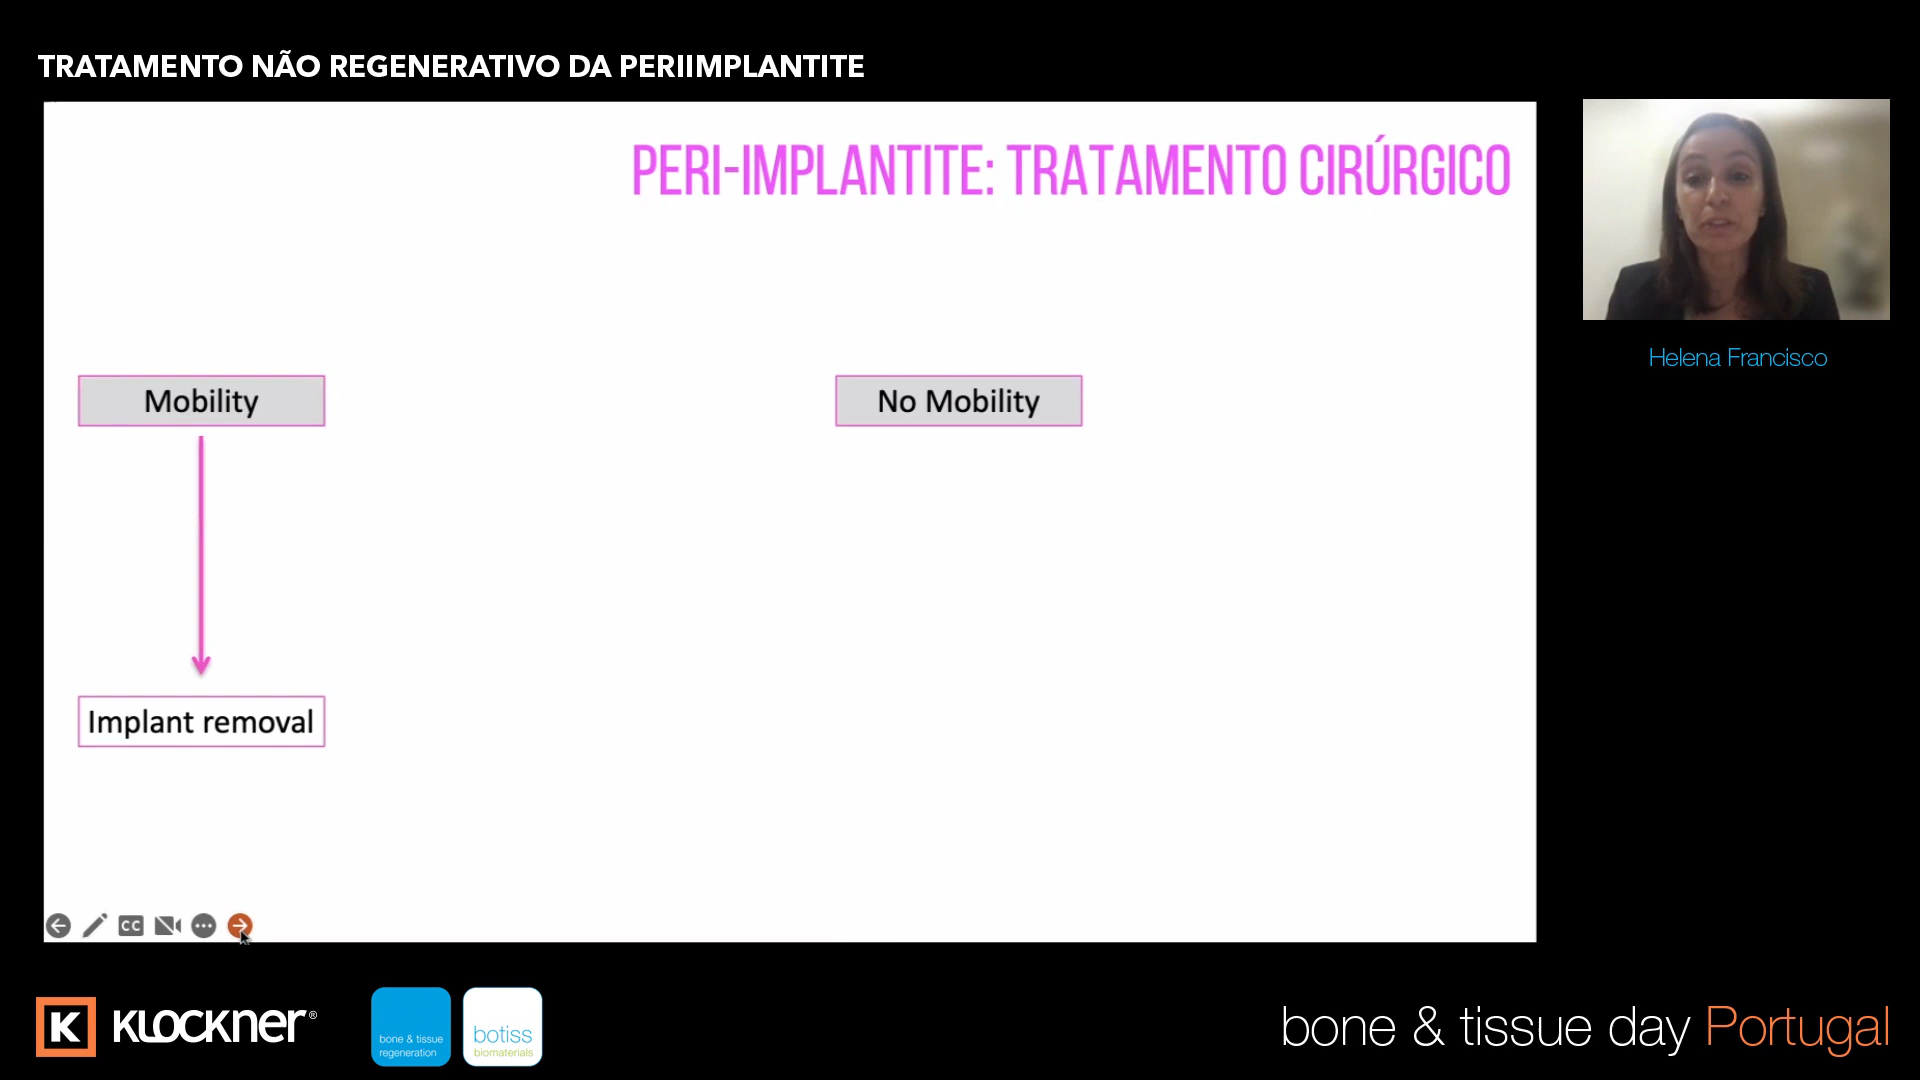 TRATAMENTO NÃO REGENERATIVO DA PERIIMPLANTITE
PERI-IMPLANTITE: TRATAMENTO CIRÚRGICO
Mobility
No Mobility
Implant removal
Helena Francisco
CC
K KLOCKNER®
bone & tissue
regeneration
botiss
biomaterials
bone & tissue day Portugal